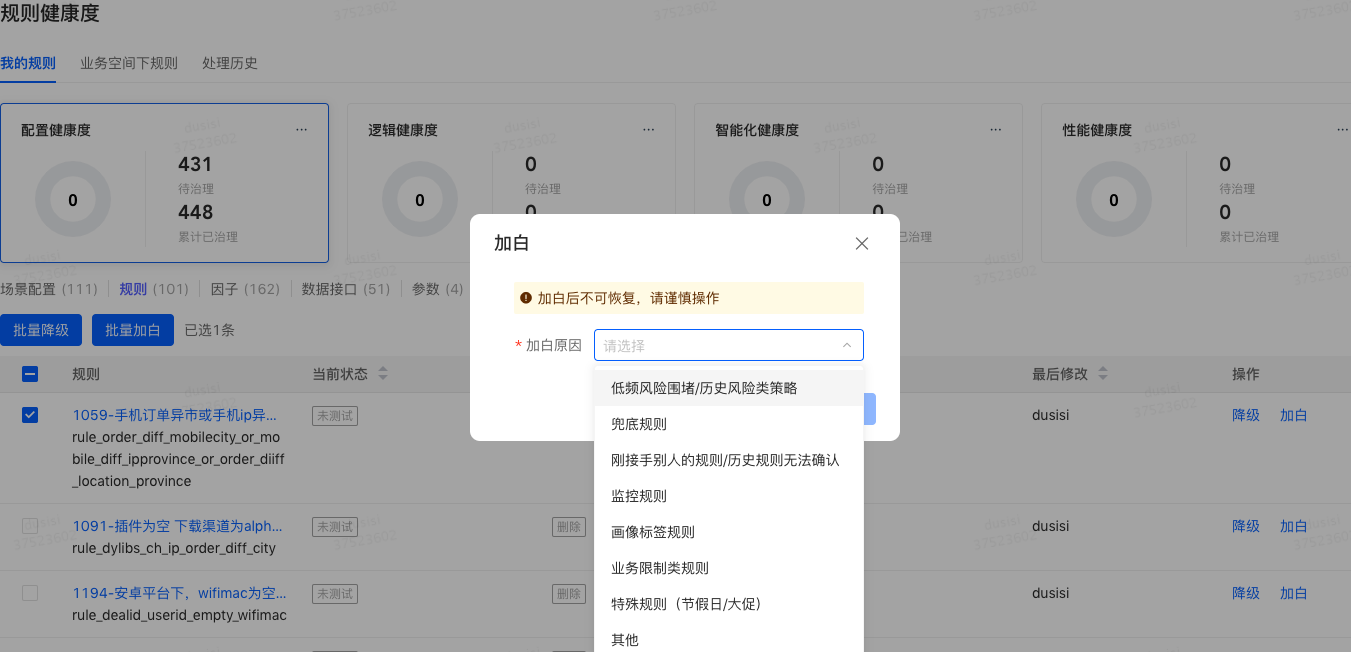 规则健康度
我的规则
业务空间下规则
处理历史
配置健康度
0
431
待治理
448
累计已治理
逻辑健康度
0
0
待治理
0
智能化健康度
0
0
待治理
0
已治理
性能健康度
0
0
待治理
0
累计已治理
场景配置 (111)
规则 (101)
因子 (162)
数据接口 (51)
参数 (4)
批量降级
批量加白
已选1条
规则
当前状态
最后修改
操作
1059-手机订单异市或手机ip异...
rule_order_diff_mobilecity_or_mo
bile_diff_ipprovince_or_order_diiff
_location_province
未测试
dusisi
降级
加白
1091-插件为空 下载渠道为alph...
rule_dylibs_ch_ip_order_diff_city
未测试
删除
dusisi
降级
加白
1194-安卓平台下，wifimac为空...
rule_dealid_userid_empty_wifimac
未测试
删除
dusisi
降级
加白
加白
加白后不可恢复，请谨慎操作
* 加白原因
请选择
低频风险围堵/历史风险类策略
兜底规则
刚接手别人的规则/历史规则无法确认
监控规则
画像标签规则
业务限制类规则
特殊规则（节假日/大促）
其他